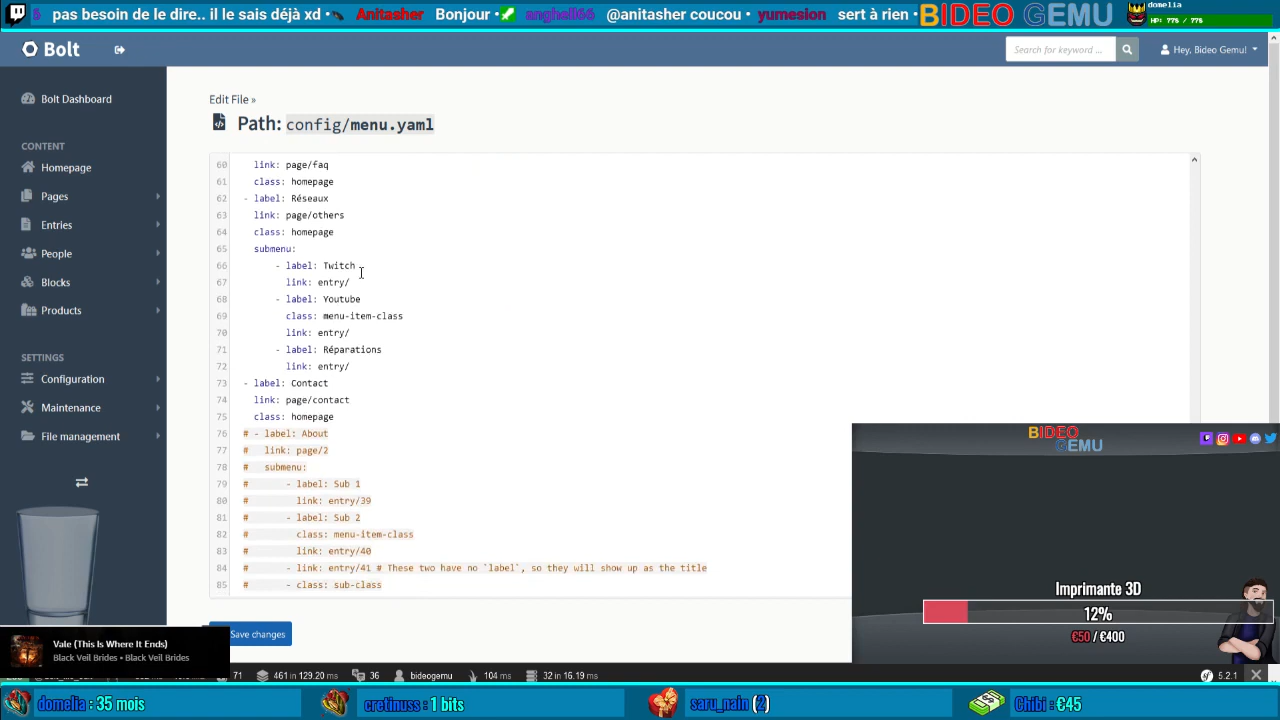 pas besoin de le dire.. il le sais déjà xd
Anitasher Bonjour
anghell66 @anitasher coucou
yumesion sert à rien
BIDEO GEMU
domelia
HP: 776 / 776
Bolt
Search for keyword ...
Hey, Bideo Gemu!
Bolt Dashboard
CONTENT
Homepage
Pages
Entries
People
Blocks
Products
SETTINGS
Configuration
Maintenance
File management
Edit File »
Path: config/menu.yaml
60 link: page/faq
61 class: homepage
62 - label: Réseaux
63 link: page/others
64 class: homepage
65 submenu:
66 - label: Twitch
67 link: entry/
68 - label: Youtube
69 class: menu-item-class
70 link: entry/
71 - label: Réparations
72 link: entry/
73 - label: Contact
74 link: page/contact
75 class: homepage
76 # - label: About
77 # link: page/2
78 # submenu:
79 # - label: Sub 1
80 # link: entry/39
81 # - label: Sub 2
82 # class: menu-item-class
83 # link: entry/40
84 # - link: entry/41 # These two have no `label`, so they will show up as the title
85 # - class: sub-class
Save changes
BIDEO
GEMU
Imprimante 3D
12%
€50 / €400
Vale (This Is Where It Ends)
Black Veil Brides • Black Veil Brides
71 461 in 129.20 ms 36 bideogemu 104 ms 32 in 16.19 ms 5.2.1
domelia : 35 mois
cretinuss : 1 bits
saru_nain (2)
Chibi : €45